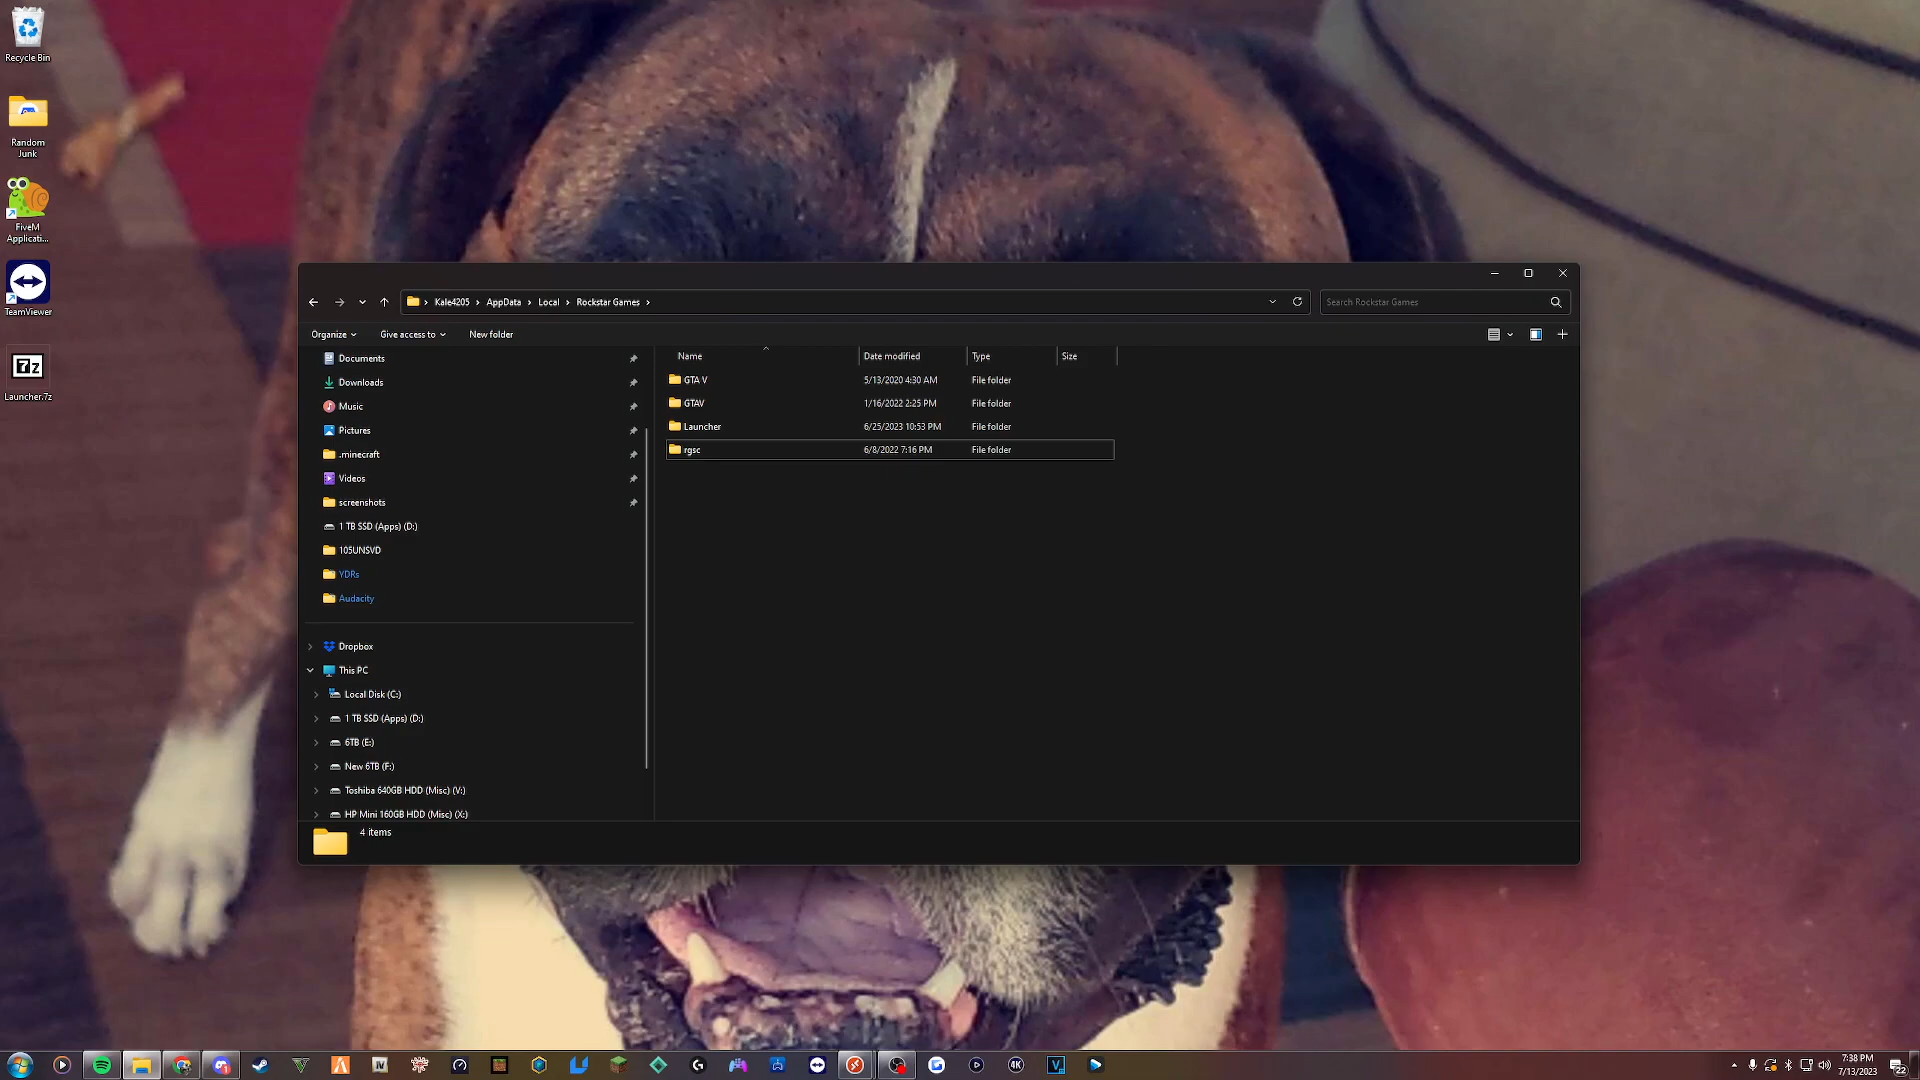 Recycle Bin
Random
Junk
FiveM
Applicati...
TeamViewer
7z
Launcher.7z
Kale4205 > AppData > Local > Rockstar Games >
Search Rockstar Games
Organize
Give access to
New folder
Documents
Downloads
Music
Pictures
.minecraft
Videos
screenshots
1 TB SSD (Apps) (D:)
105UNSVD
YDRs
Audacity
Dropbox
This PC
Local Disk (C:)
1 TB SSD (Apps) (D:)
6TB (E:)
New 6TB (F:)
Toshiba 640GB HDD (Misc) (V:)
HP Mini 160GB HDD (Misc) (X:)
Name Date modified Type Size
GTA V 5/13/2020 4:30 AM File folder
GTAV 1/16/2022 2:25 PM File folder
Launcher 6/25/2023 10:53 PM File folder
rgsc 6/8/2022 7:16 PM File folder
4 items
IV
4K
V
7:38 PM
7/13/2023
22